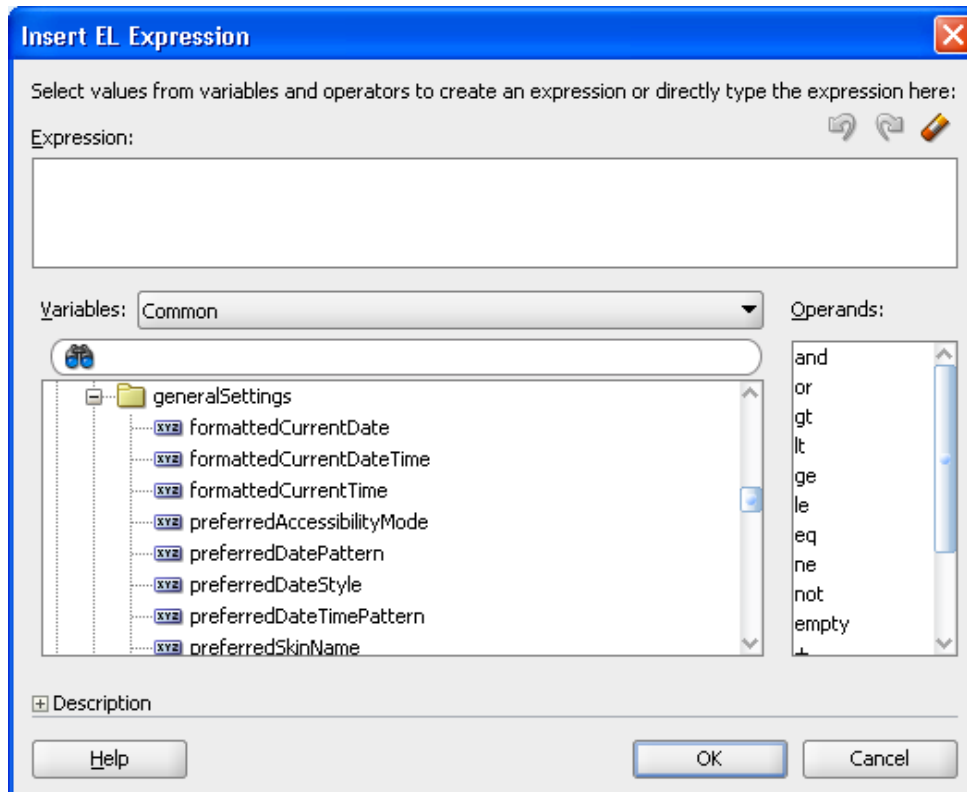 Insert EL Expression
Select values from variables and operators to create an expression or directly type the expression here:
Expression:
Variables: Common
Operands:
generalSettings
formattedCurrentDate
formattedCurrentDateTime
formattedCurrentTime
preferredAccessibilityMode
preferredDatePattern
preferredDateStyle
preferredDateTimePattern
preferredSkinName
and
or
gt
lt
ge
le
eq
ne
not
empty
+
Description
Help
OK
Cancel